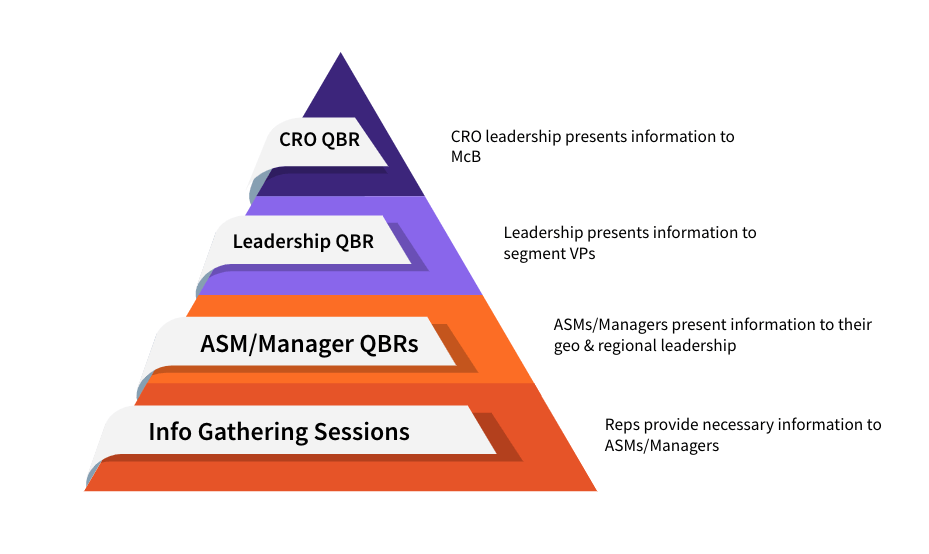 CRO QBR
CRO leadership presents information to
McB
Leadership QBR
Leadership presents information to
segment VPs
ASM/Manager QBRs
ASMs/Managers present information to their
geo & regional leadership
Info Gathering Sessions
Reps provide necessary information to
ASMs/Managers